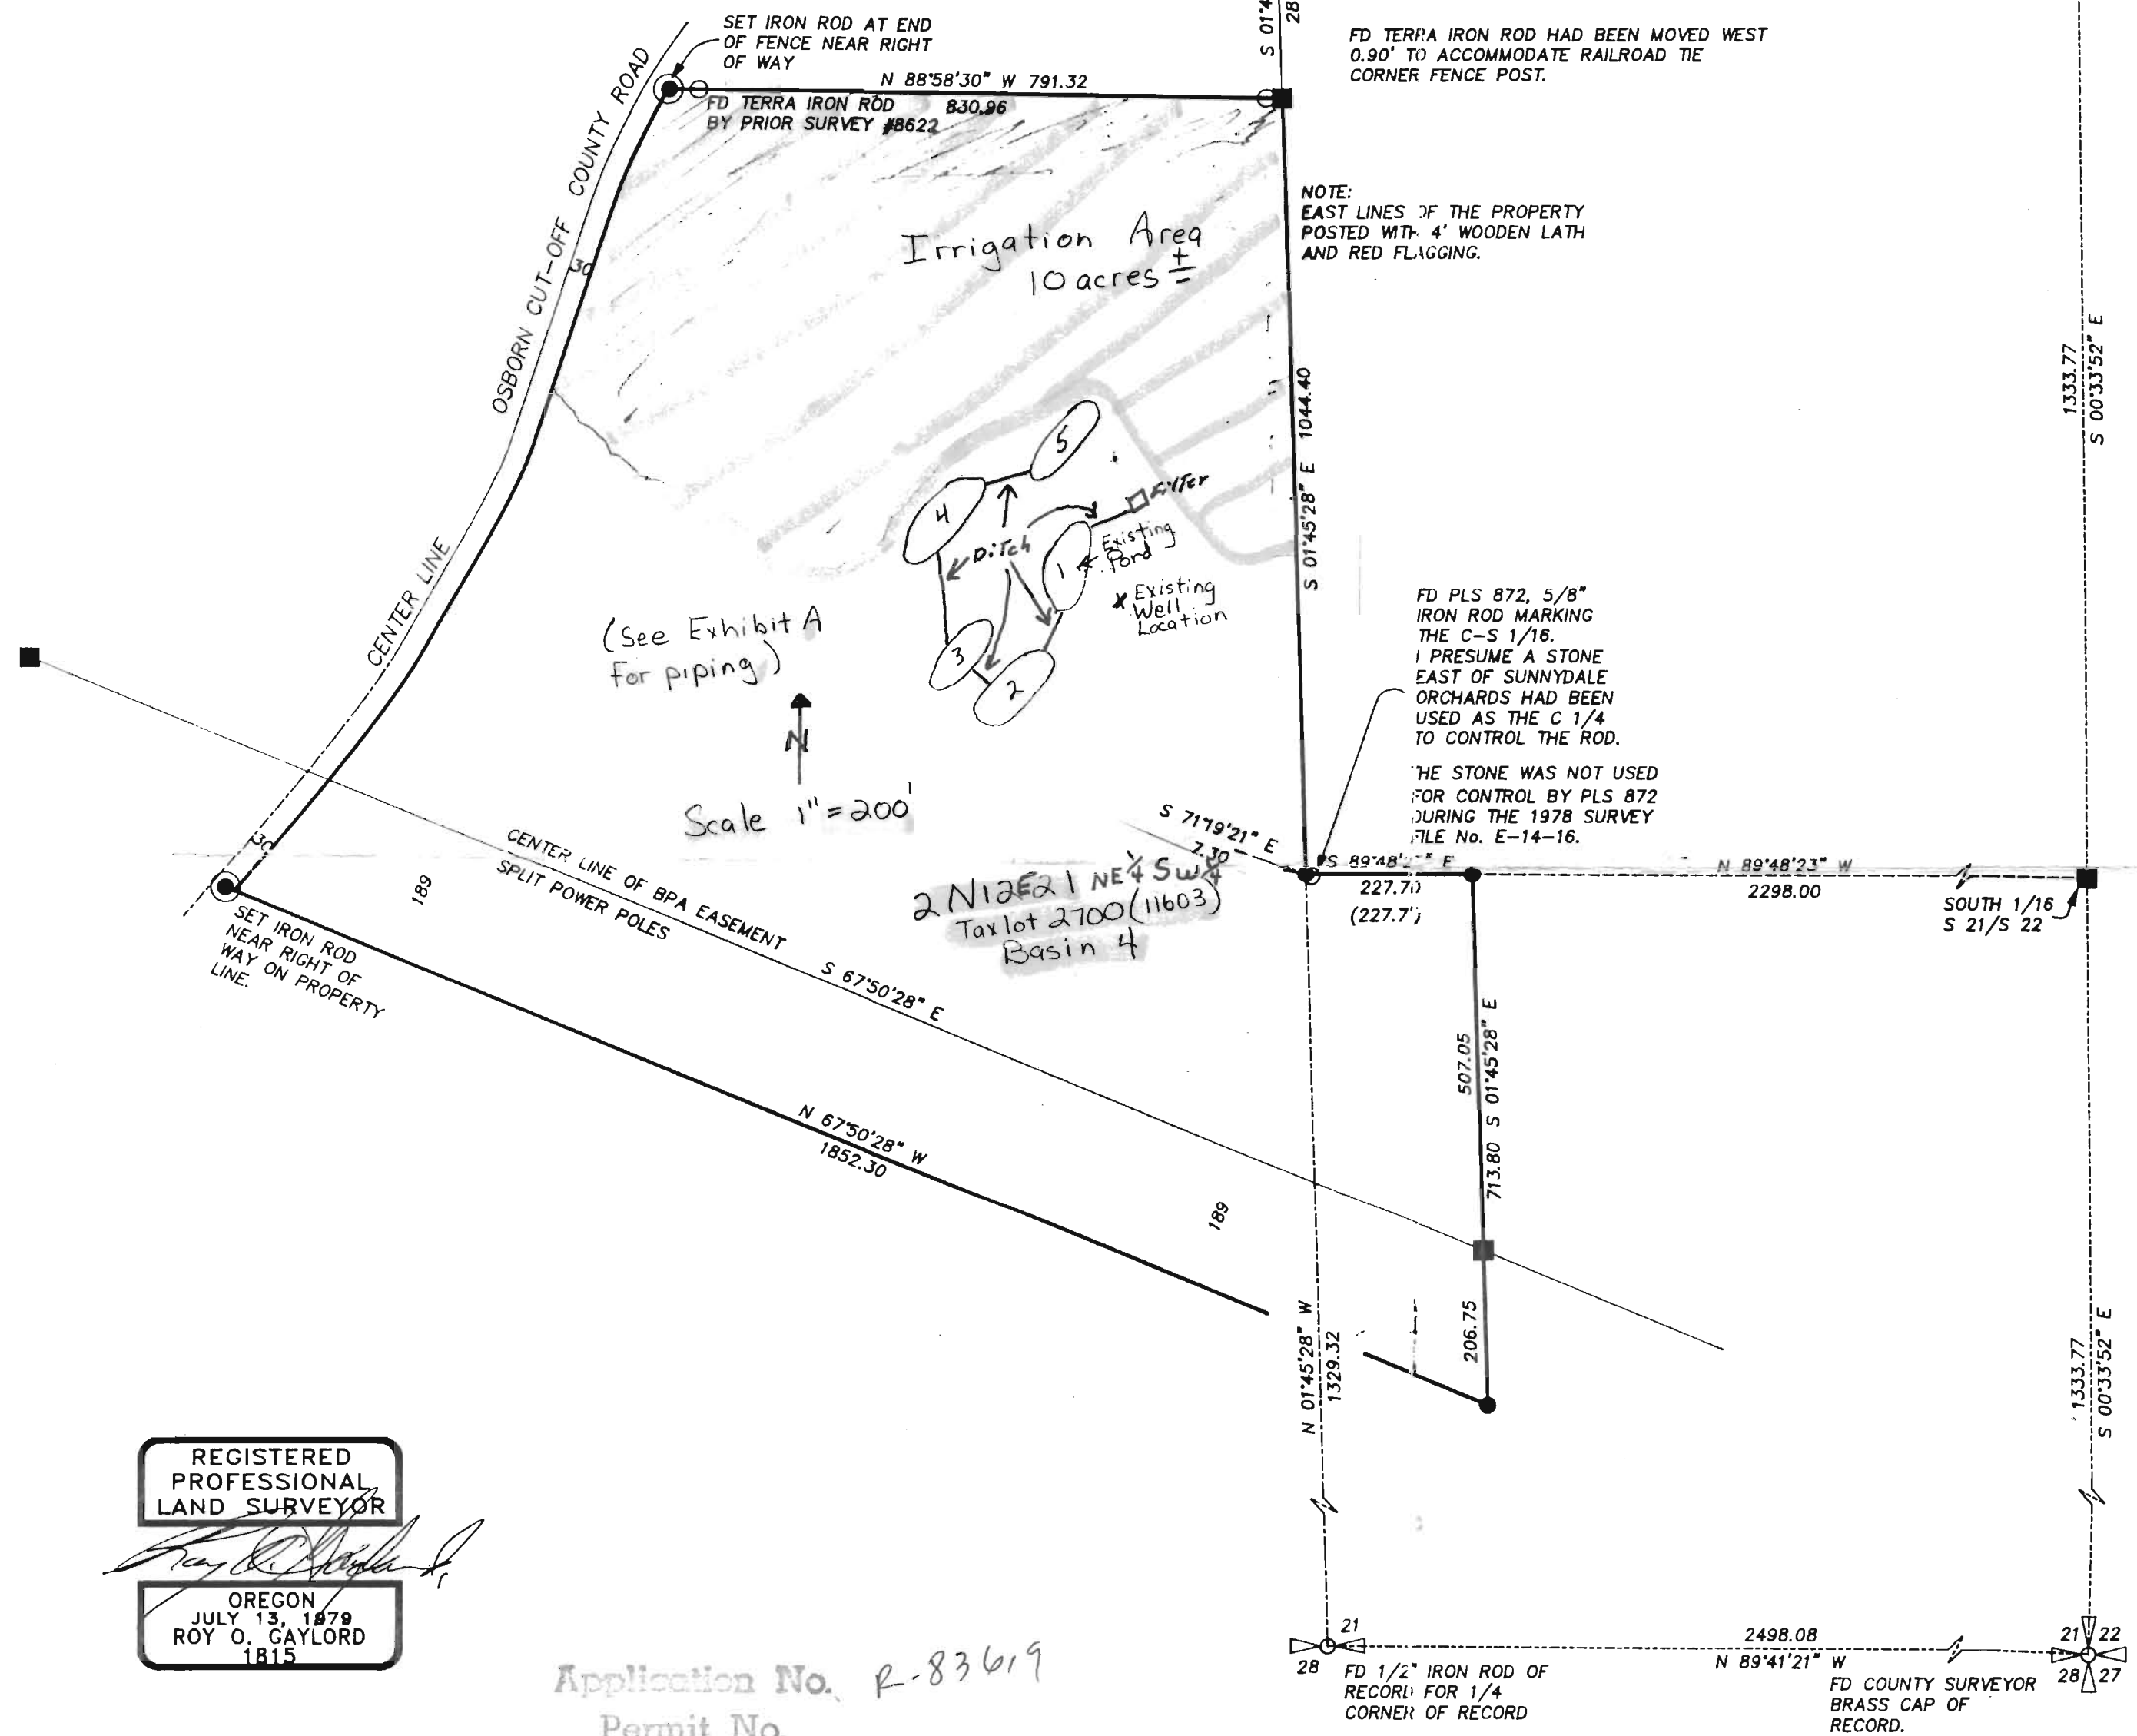 SET IRON ROD AT END
OF FENCE NEAR RIGHT
OF WAY
S 01°4
28
FD TERRA IRON ROD HAD BEEN MOVED WEST
0.90' TO ACCOMMODATE RAILROAD TIE
CORNER FENCE POST.
N 88°58'30" W 791.32
830.96
FD TERRA IRON ROD
BY PRIOR SURVEY #8622
OSBORN CUT-OFF COUNTY ROAD
30
CENTER LINE
30
Irrigation Area
10 acres ±
NOTE:
EAST LINES OF THE PROPERTY
POSTED WITH 4' WOODEN LATH
AND RED FLAGGING.
1333.77
S 00°33'52" E
S 01°45'28" E 1044.40
5
4
Filter
Ditch
1
Existing
Pond
x Existing
Well
Location
3
2
(See Exhibit A
for piping)
N
Scale 1"=200'
FD PLS 872, 5/8"
IRON ROD MARKING
THE C-S 1/16.
I PRESUME A STONE
EAST OF SUNNYDALE
ORCHARDS HAD BEEN
USED AS THE C 1/4
TO CONTROL THE ROD.
HE STONE WAS NOT USED
FOR CONTROL BY PLS 872
DURING THE 1978 SURVEY
FILE No. E-14-16.
S 71°19'21" E
S 89°48' E
227.70
(227.7')
N 89°48'23" W
2298.00
SOUTH 1/16
S 21/S 22
2N12E21 NE¼ SW¼
Taxlot 2700 (11603)
Basin 4
CENTER LINE OF BPA EASEMENT
SPLIT POWER POLES
189
S 67°50'28" E
SET IRON ROD
NEAR RIGHT OF
WAY ON PROPERTY
LINE.
N 67°50'28" W
1852.30
189
507.05
713.80 S 01°45'28" E
206.75
N 01°45'28" W
1329.32
1333.77
S 00°33'52" E
REGISTERED
PROFESSIONAL
LAND SURVEYOR
OREGON
JULY 13, 1979
ROY O. GAYLORD
1815
Application No. R-83619
Permit No.
21
28
FD 1/2" IRON ROD OF
RECORD FOR 1/4
CORNER OF RECORD
2498.08
N 89°41'21" W
21 22
28 27
FD COUNTY SURVEYOR
BRASS CAP OF
RECORD.